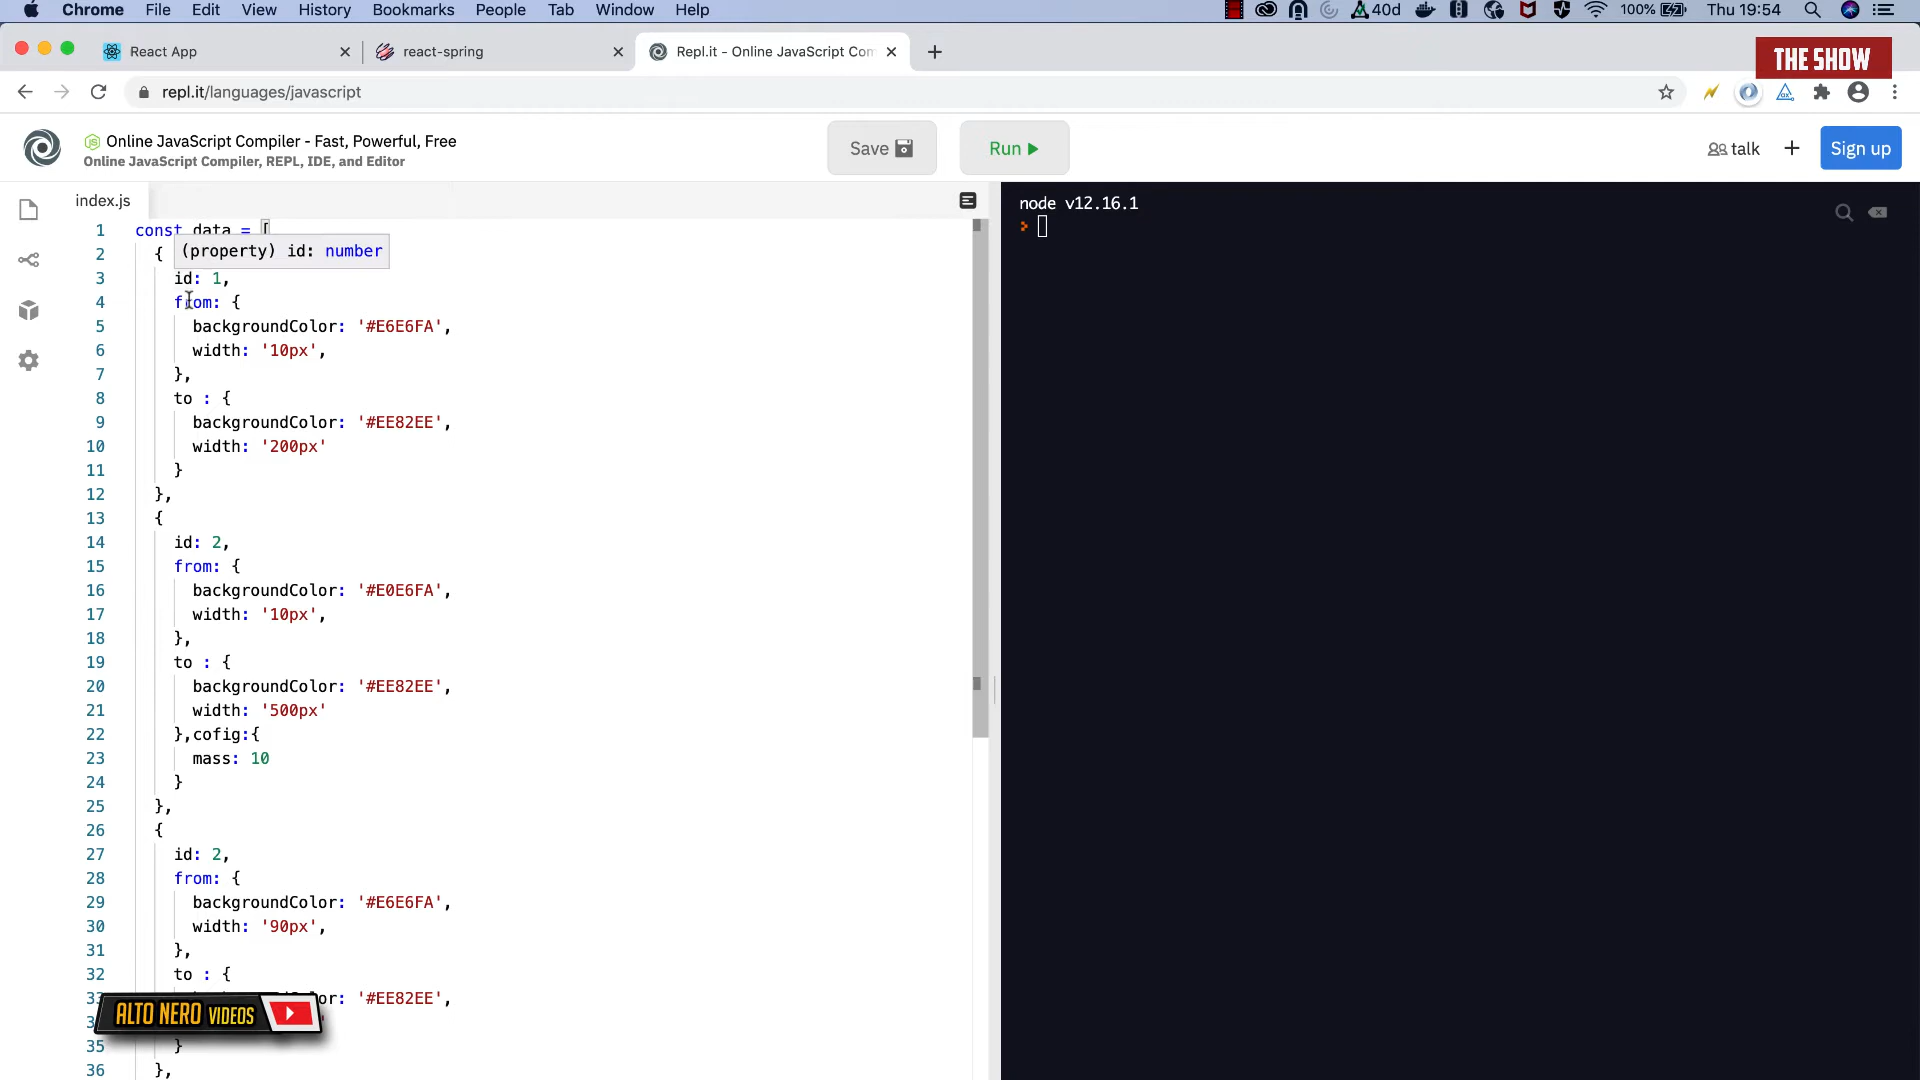 Chrome File Edit View History Bookmarks People Tab Window Help 40d 100% Thu 19:54
React App react-spring Repl.it - Online JavaScript Com
THE SHOW
repl.it/languages/javascript
Online JavaScript Compiler - Fast, Powerful, Free
Online JavaScript Compiler, REPL, IDE, and Editor
Save Run talk Sign up
index.js
node v12.16.1
1 const data = [
(property) id: number
2 {
3 id: 1,
4 from: {
5 backgroundColor: '#E6E6FA',
6 width: '10px',
7 },
8 to : {
9 backgroundColor: '#EE82EE',
10 width: '200px'
11 }
12 },
13 {
14 id: 2,
15 from: {
16 backgroundColor: '#E0E6FA',
17 width: '10px',
18 },
19 to : {
20 backgroundColor: '#EE82EE',
21 width: '500px'
22 },cofig:{
23 mass: 10
24 }
25 },
26 {
27 id: 2,
28 from: {
29 backgroundColor: '#E6E6FA',
30 width: '90px',
31 },
32 to : {
or: '#EE82EE',
ALTO NERO VIDEOS
35 }
36 },